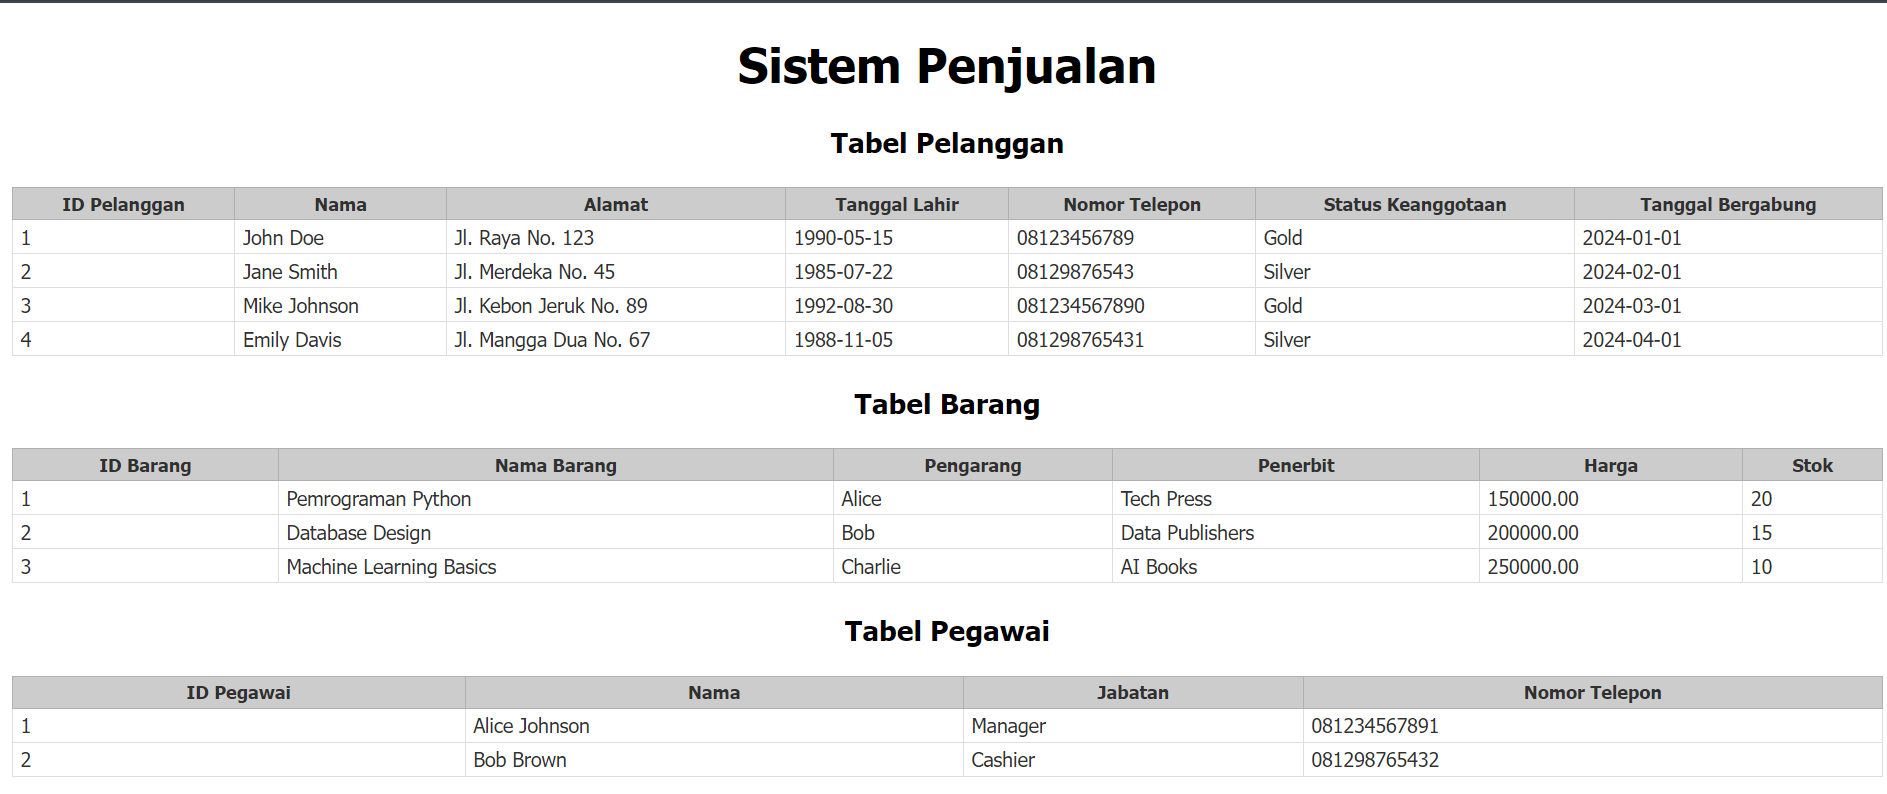 Sistem Penjualan
Tabel Pelanggan
ID Pelanggan Nama Alamat Tanggal Lahir Nomor Telepon Status Keanggotaan Tanggal Bergabung
1 John Doe Jl. Raya No. 123 1990-05-15 08123456789 Gold 2024-01-01
2 Jane Smith Jl. Merdeka No. 45 1985-07-22 08129876543 Silver 2024-02-01
3 Mike Johnson Jl. Kebon Jeruk No. 89 1992-08-30 081234567890 Gold 2024-03-01
4 Emily Davis Jl. Mangga Dua No. 67 1988-11-05 081298765431 Silver 2024-04-01
Tabel Barang
ID Barang Nama Barang Pengarang Penerbit Harga Stok
1 Pemrograman Python Alice Tech Press 150000.00 20
2 Database Design Bob Data Publishers 200000.00 15
3 Machine Learning Basics Charlie AI Books 250000.00 10
Tabel Pegawai
ID Pegawai Nama Jabatan Nomor Telepon
1 Alice Johnson Manager 081234567891
2 Bob Brown Cashier 081298765432